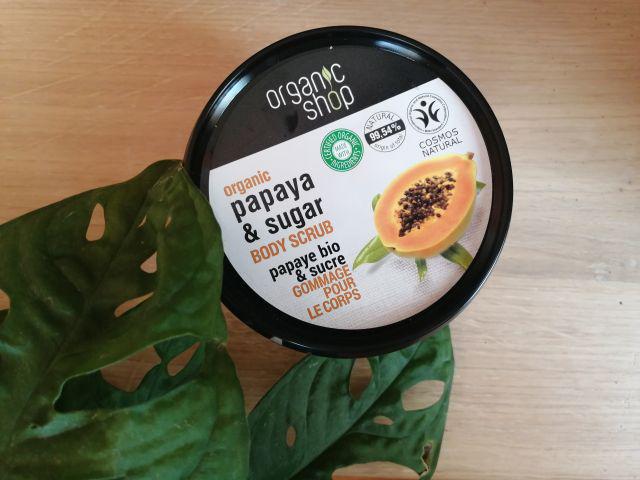 organic
shop
CERTIFIED ORGANIC
MADE
WITH
INGREDIENTS
NATURAL
99.54%
COSMOS
NATURAL
organic
papaya
& sugar
BODY SCRUB
papaye bio
& sucre
GOMMAGE
POUR
LE CORPS